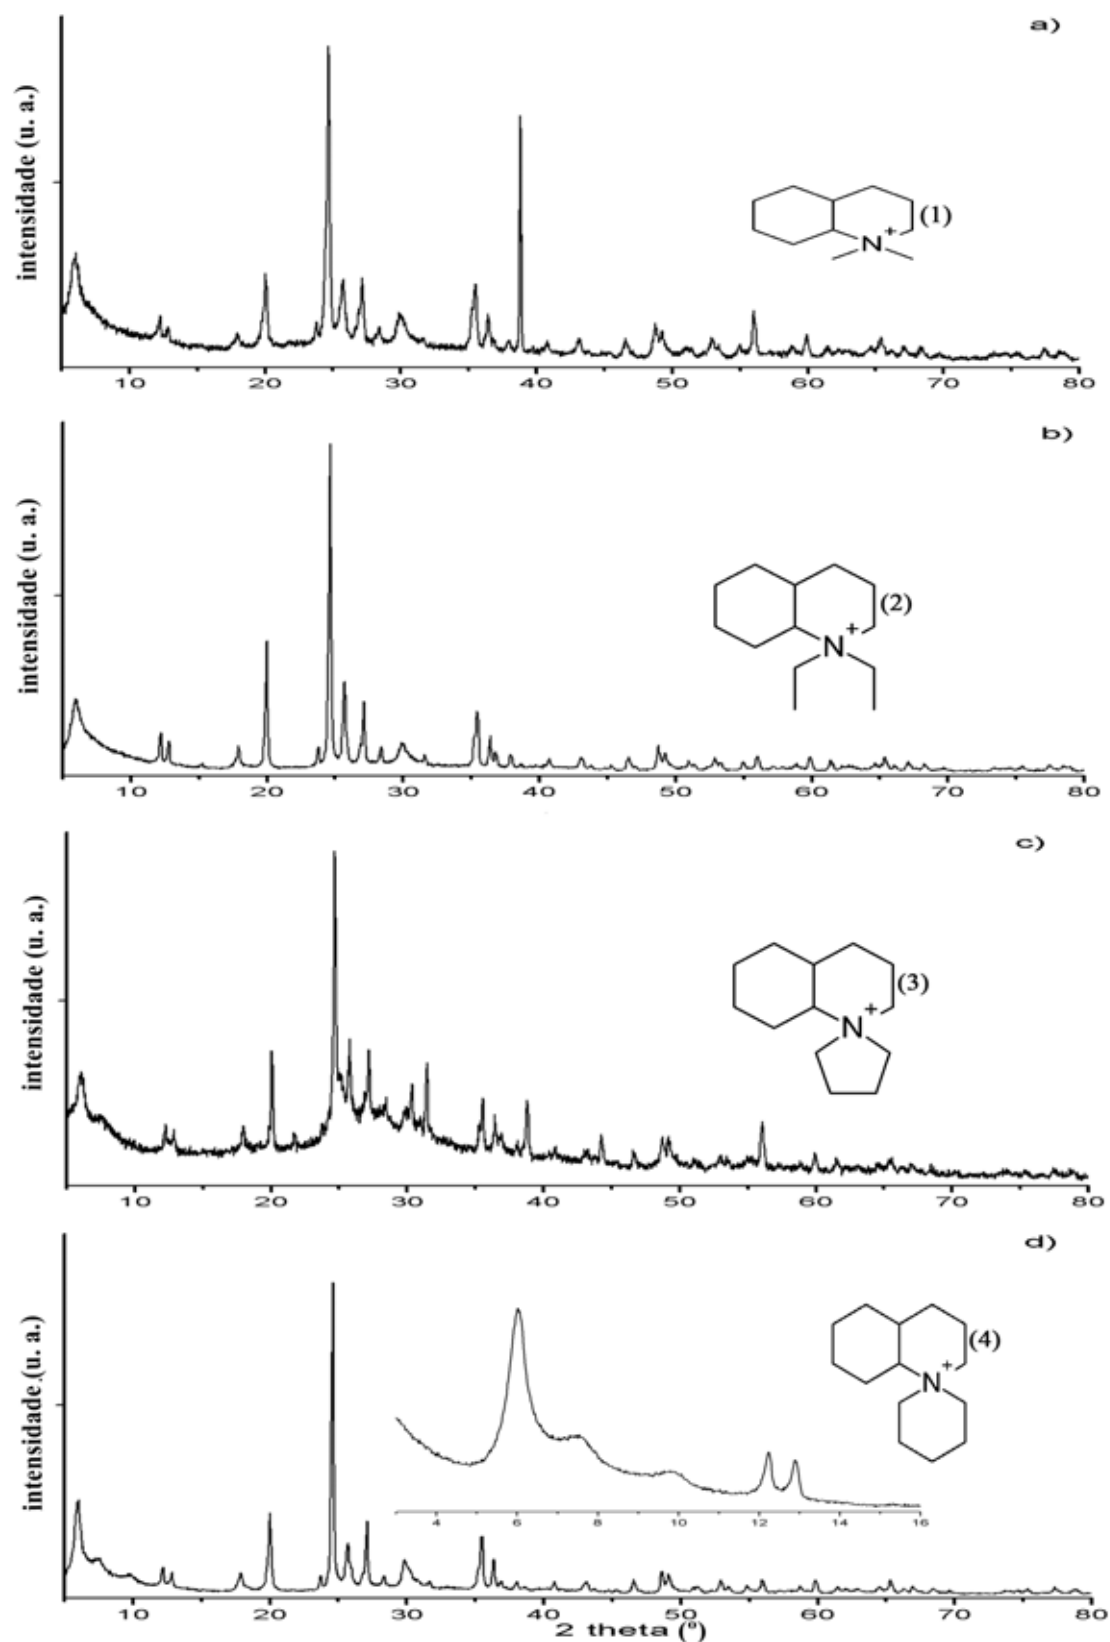 a)
intensidade (u. a.)
(1)
N
+
10 20 30 40 50 60 70 80
b)
intensidade (u. a.)
(2)
+
N
10 20 30 40 50 60 70 80
c)
intensidade (u. a.)
(3)
+
N
10 20 30 40 50 60 70 80
d)
intensidade.(u. a.)
(4)
+
N
4 6 8 10 12 14 16
10 20 30 40 50 60 70 80
2 theta (º)